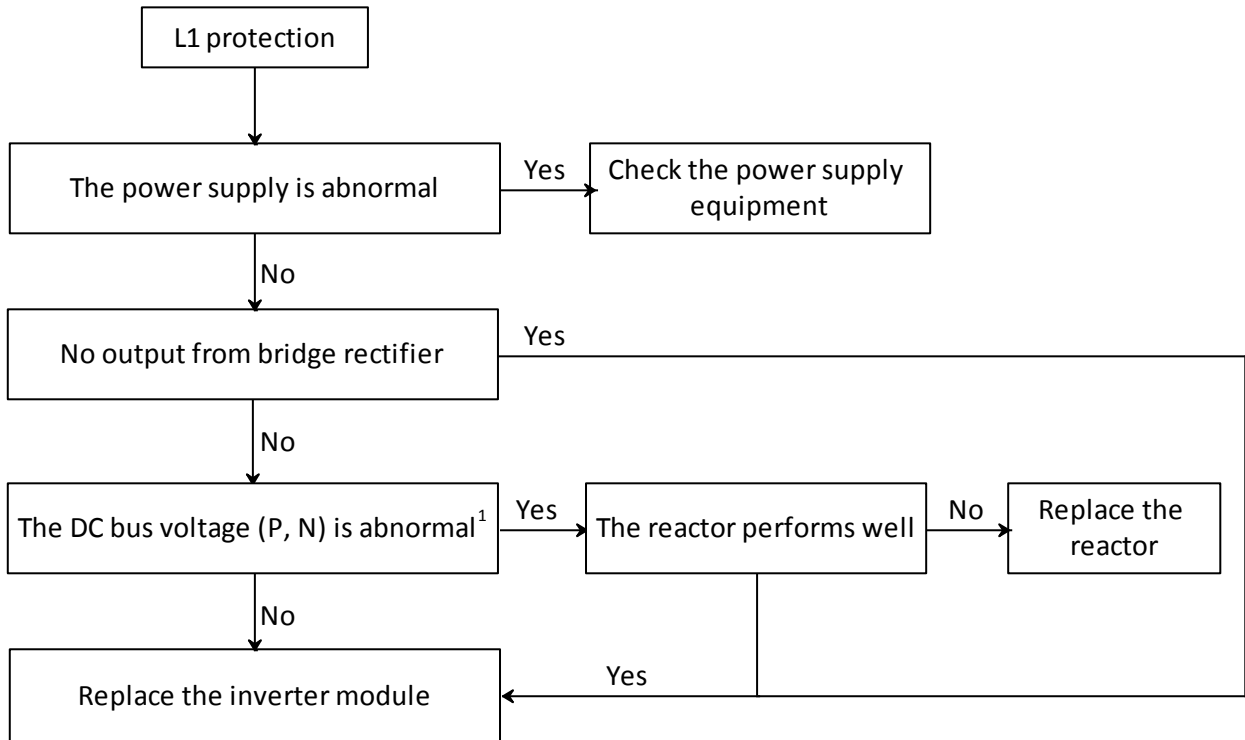 L1 protection
The power supply is abnormal
Yes
Check the power supply
equipment
No
No output from bridge rectifier
Yes
No
The DC bus voltage (P, N) is abnormal¹
Yes
The reactor performs well
No
Replace the
reactor
No
Replace the inverter module
Yes